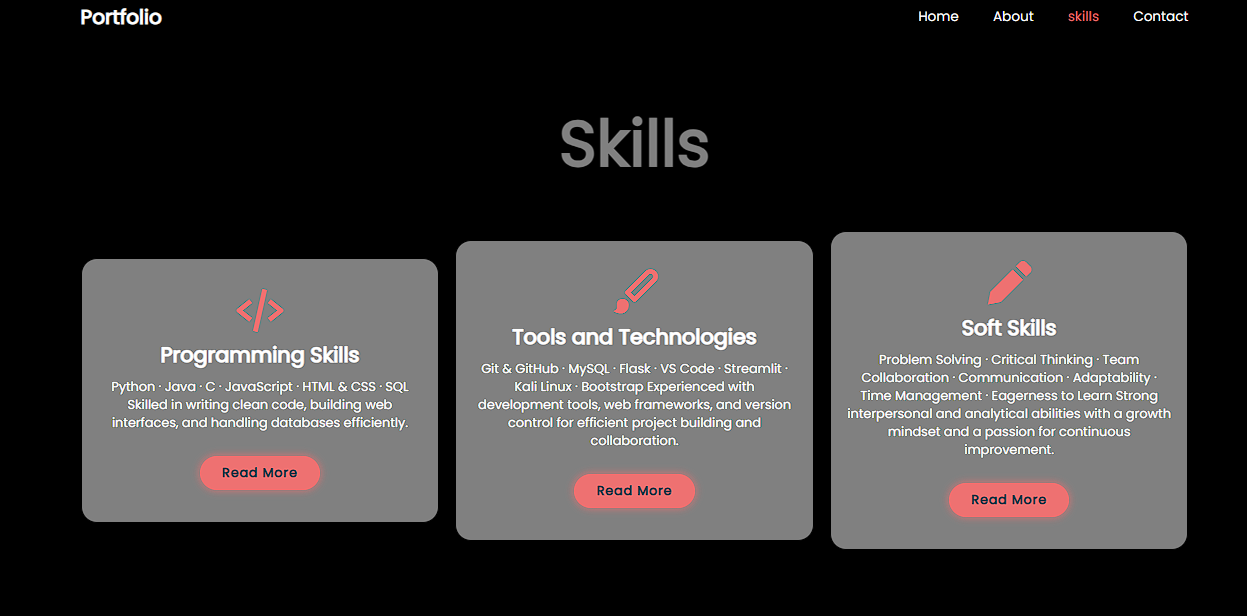 Portfolio
Home About skills Contact
Skills
Programming Skills
Python · Java · C · JavaScript · HTML & CSS · SQL
Skilled in writing clean code, building web
interfaces, and handling databases efficiently.
Read More
Tools and Technologies
Git & GitHub · MySQL · Flask · VS Code · Streamlit ·
Kali Linux · Bootstrap Experienced with
development tools, web frameworks, and version
control for efficient project building and
collaboration.
Read More
Soft Skills
Problem Solving · Critical Thinking · Team
Collaboration · Communication · Adaptability ·
Time Management · Eagerness to Learn Strong
interpersonal and analytical abilities with a growth
mindset and a passion for continuous
improvement.
Read More